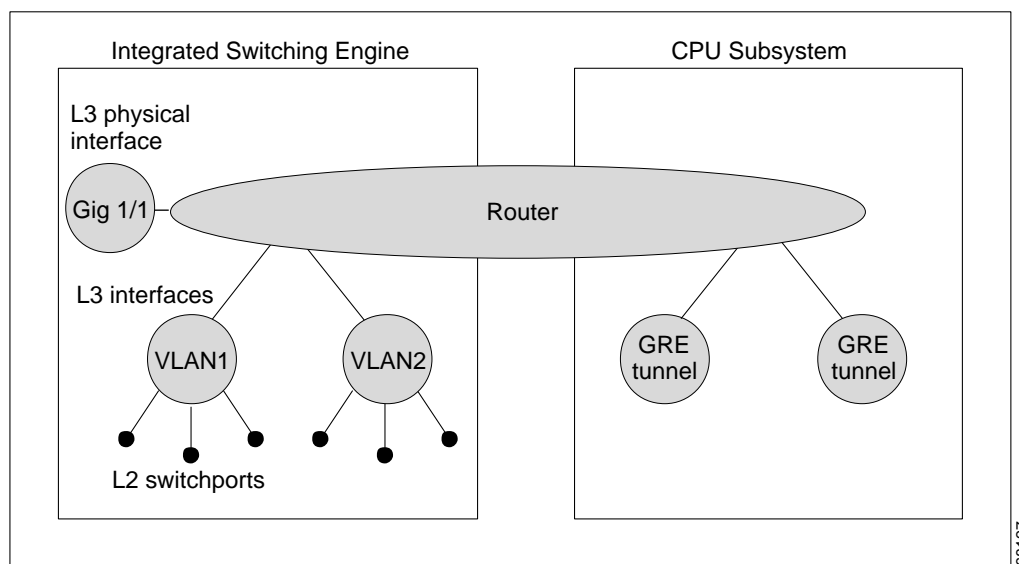 Integrated Switching Engine
CPU Subsystem
L3 physical
interface
Gig 1/1
Router
L3 interfaces
VLAN1
VLAN2
GRE
tunnel
GRE
tunnel
L2 switchports